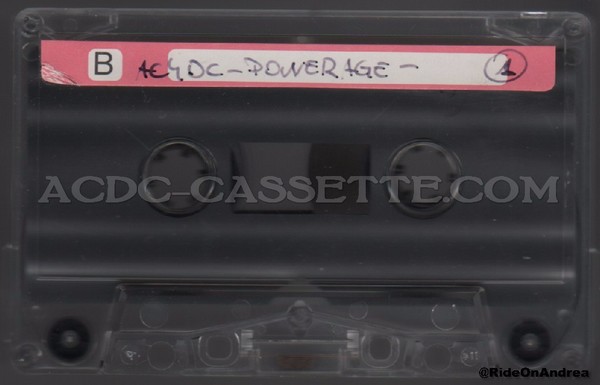 B AC⚡DC - POWERAGE - 1
ACDC-CASSETTE.COM
@RideOnAndrea